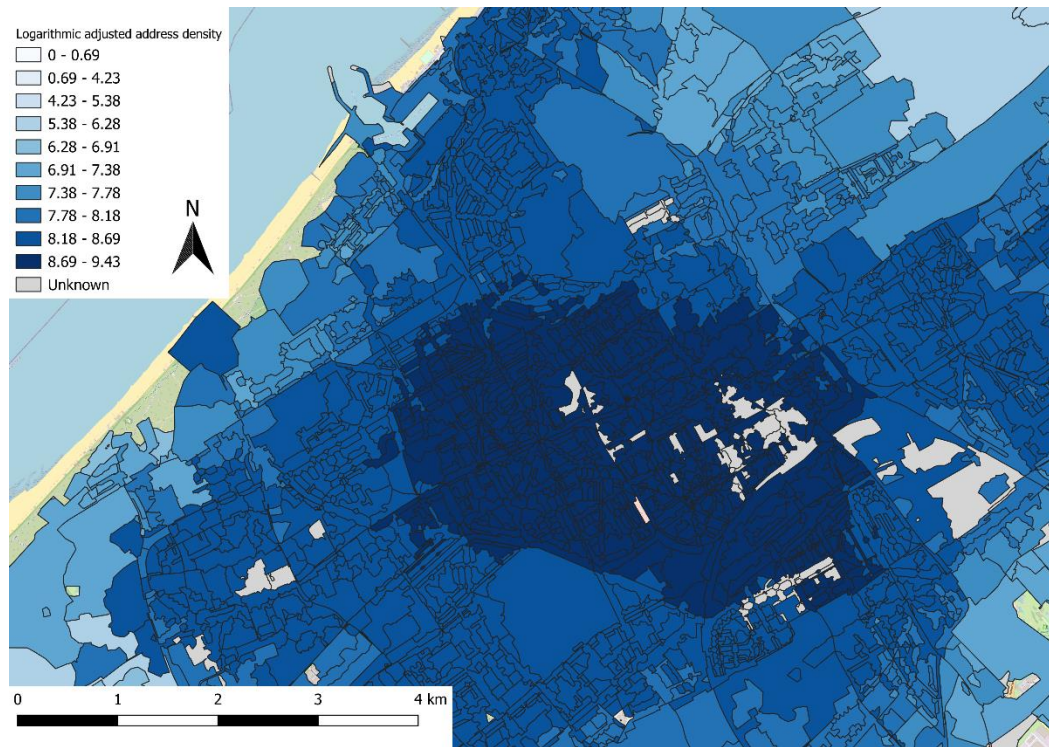 Logarithmic adjusted address density
0 - 0.69
0.69 - 4.23
4.23 - 5.38
5.38 - 6.28
6.28 - 6.91
6.91 - 7.38
7.38 - 7.78
7.78 - 8.18
8.18 - 8.69
8.69 - 9.43
Unknown
N
0 1 2 3 4 km